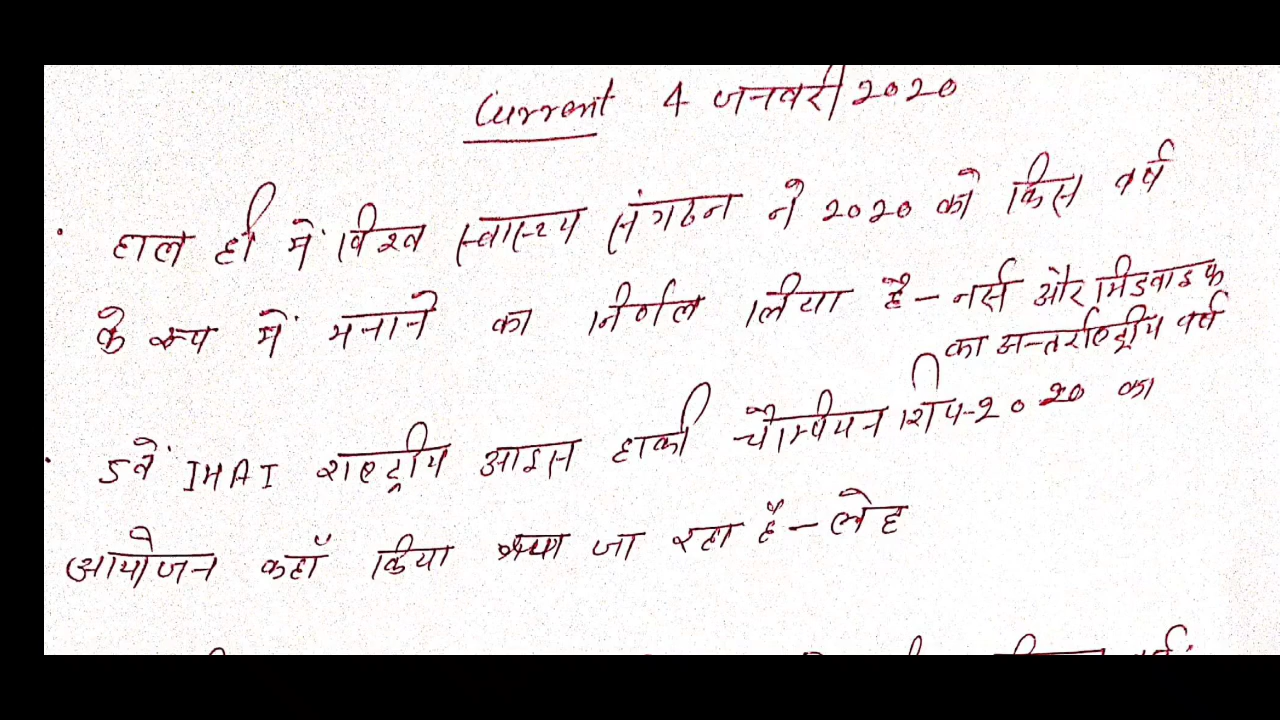 Current 4 जनवरी 2020
• हाल ही में विश्व स्वास्थ्य संगठन ने 2020 को किस वर्ष
के रूप में मनाने का निर्णल लिया है - नर्स और मिडवाइफ
का अन्तर्राष्ट्रीय वर्ष
• 5वें IHAI राष्ट्रीय आइस हाकी चैम्पियनशिप-2020 का
आयोजन कहाँ किया जा रहा है - लेह